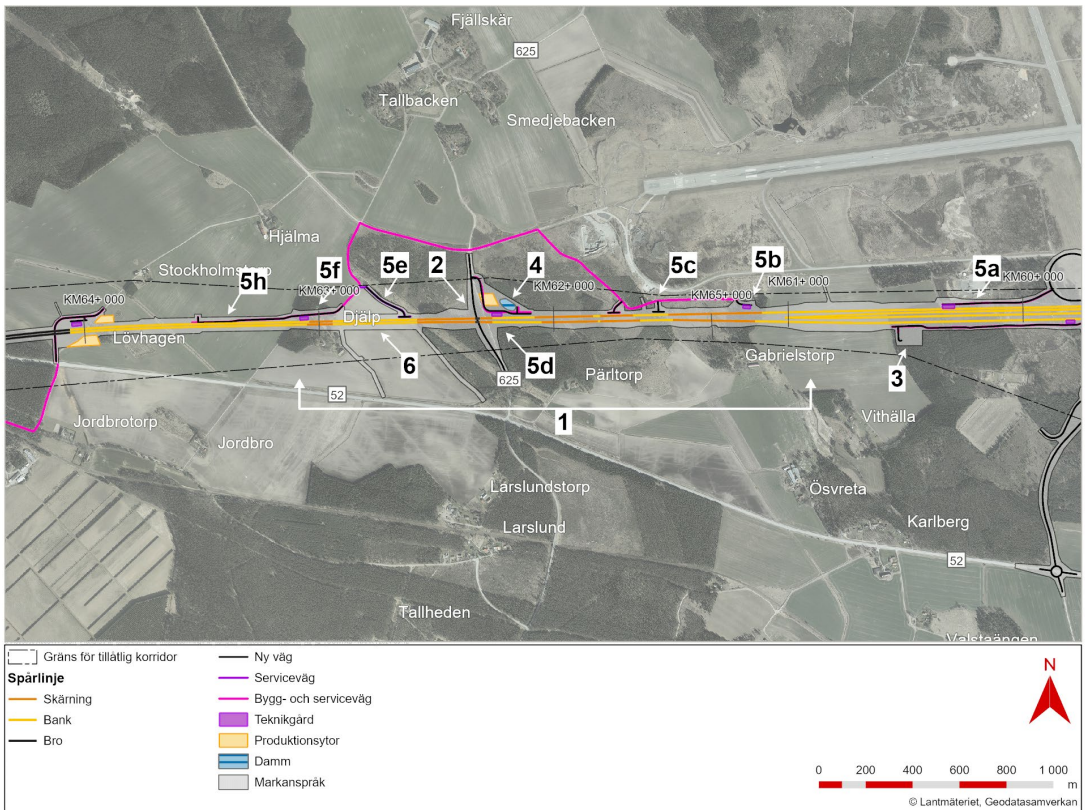 Fjällskär
625
Tallbacken
Smedjebacken
Hjälma
Stockholmstorp
5h
5f
5e
2
4
5c
5b
5a
KM64+ 000
KM63+ 000
KM62+ 000
KM65+ 000
KM61+ 000
KM60+ 000
Djälp
Lövhagen
6
5d
625
Pärltorp
Gabrielstorp
3
52
1
Vithälla
Jordbrotorp
Jordbro
Larslundstorp
Ösvreta
Larslund
Karlberg
52
Tallheden
Valstaängen
Gräns för tillåtlig korridor
Spårlinje
Skärning
Bank
Bro
Ny väg
Serviceväg
Bygg- och serviceväg
Teknikgård
Produktionsytor
Damm
Markanspråk
N
0 200 400 600 800 1 000
m
© Lantmäteriet, Geodatasamverkan